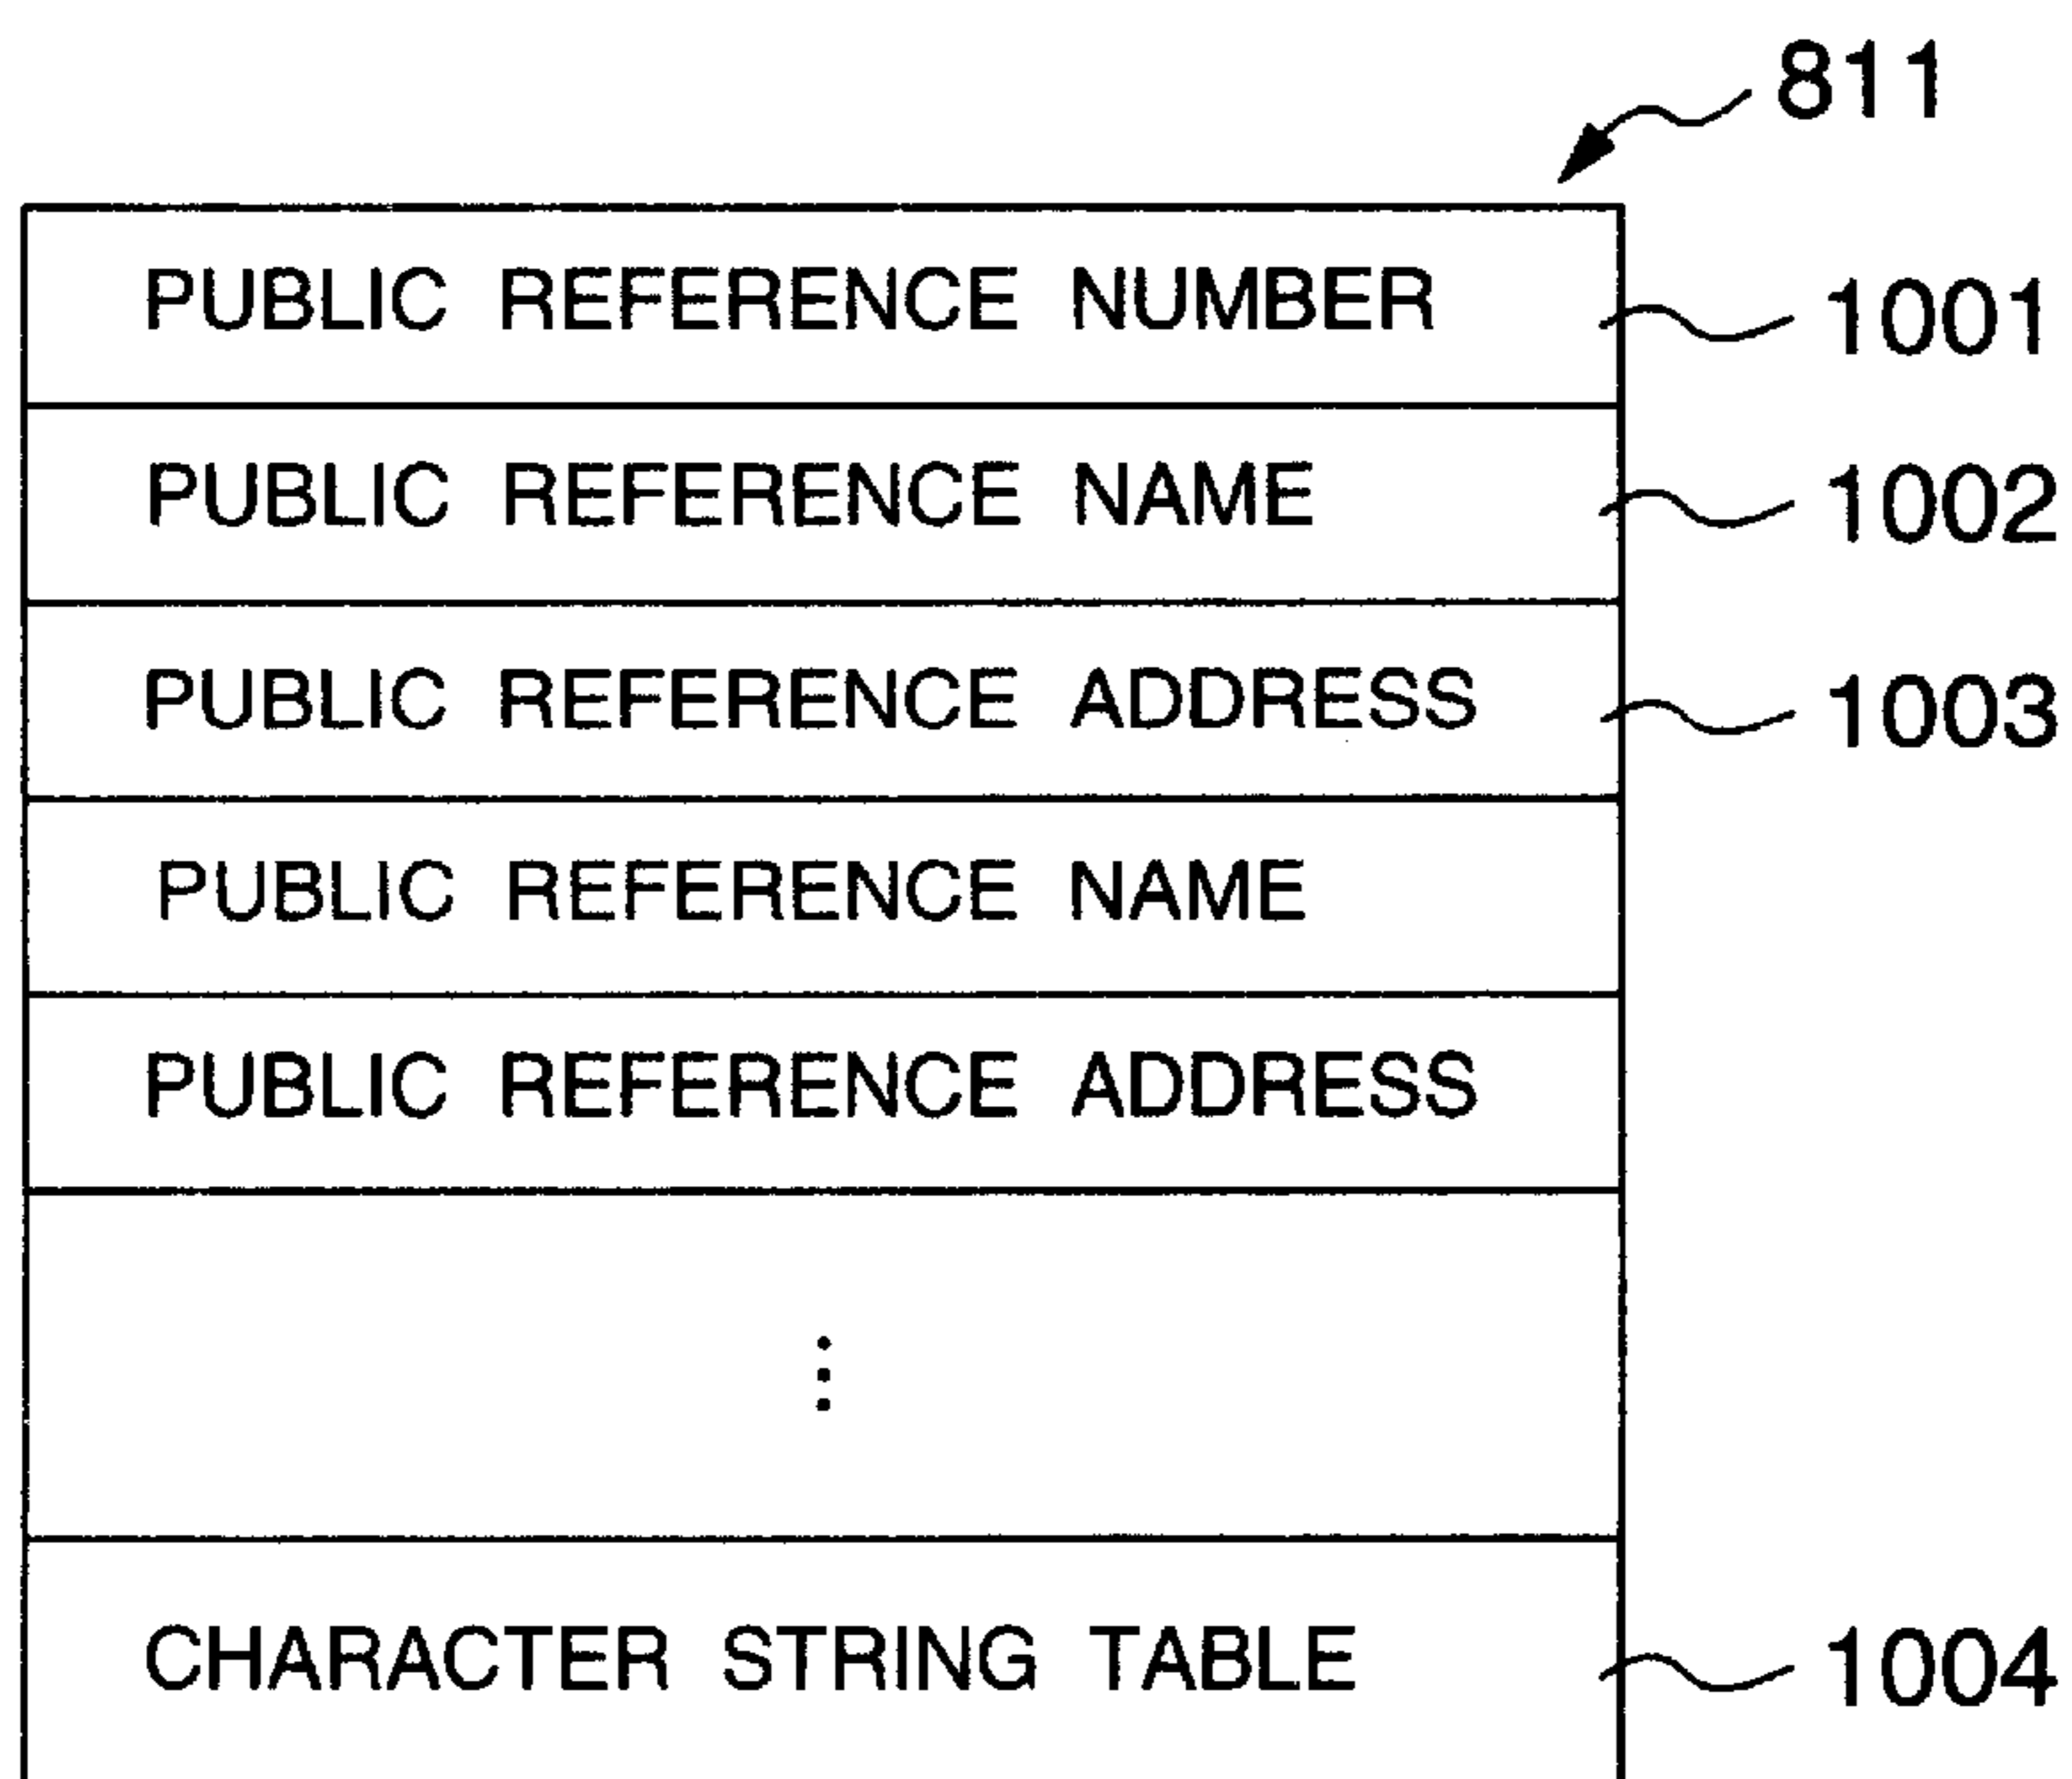 811
PUBLIC REFERENCE NUMBER 1001
PUBLIC REFERENCE NAME 1002
PUBLIC REFERENCE ADDRESS 1003
PUBLIC REFERENCE NAME
PUBLIC REFERENCE ADDRESS
⋮
CHARACTER STRING TABLE 1004